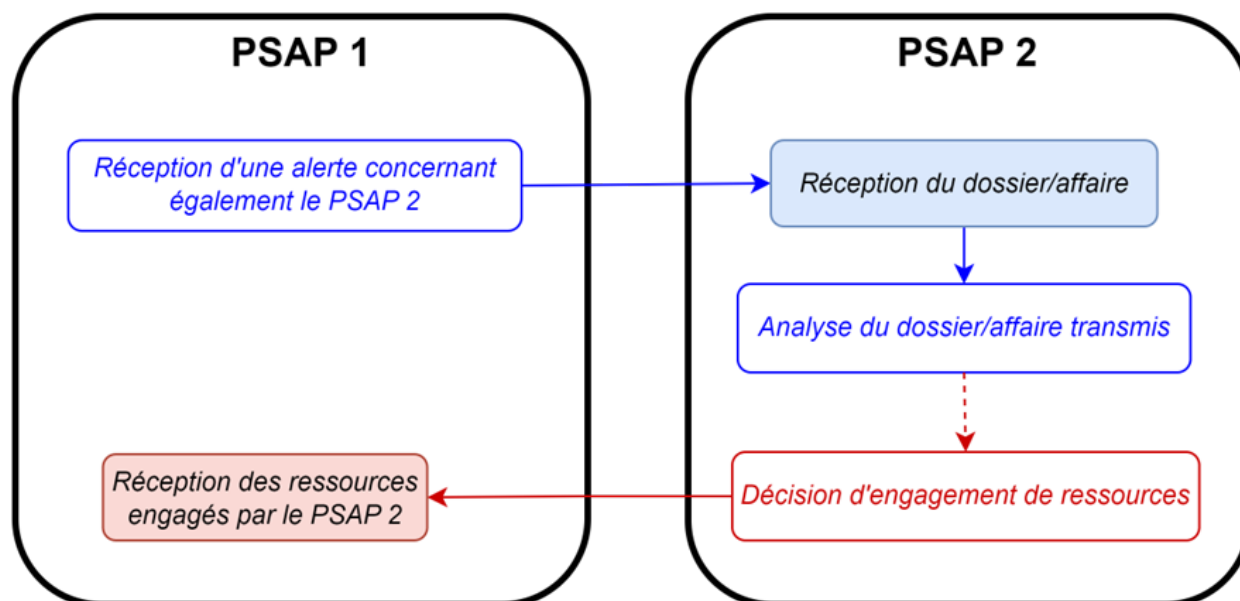 PSAP 1
Réception d'une alerte concernant
également le PSAP 2
Réception des ressources
engagés par le PSAP 2
PSAP 2
Réception du dossier/affaire
Analyse du dossier/affaire transmis
Décision d'engagement de ressources